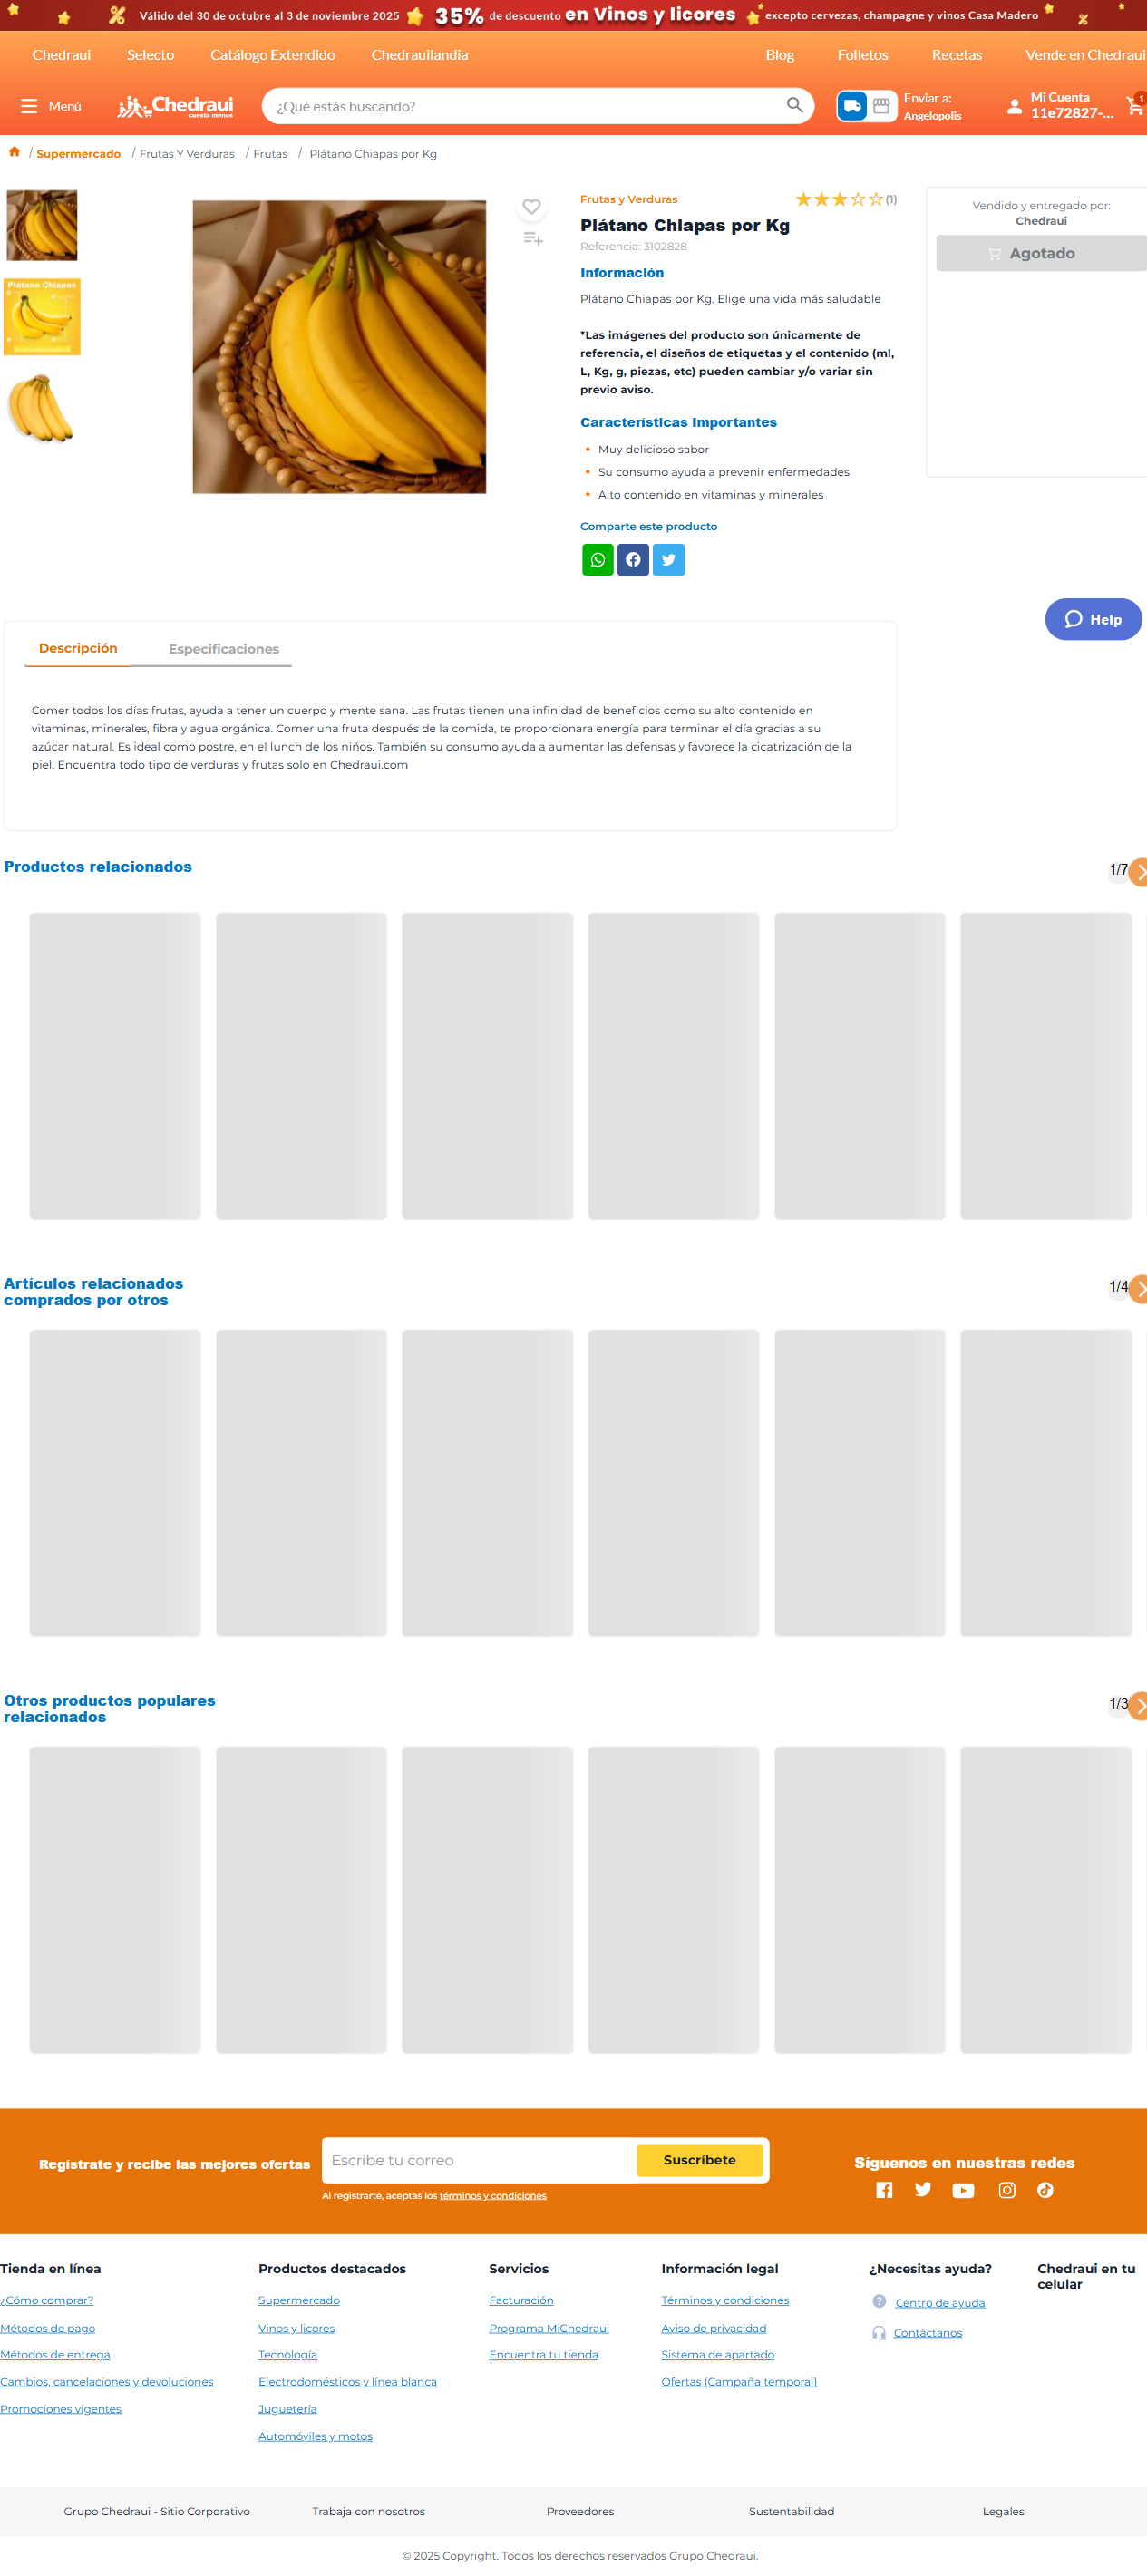 Válido del 30 de octubre al 3 de noviembre 2025 35% de descuento en Vinos y licores excepto cervezas, champagne y vinos Casa Madero
Chedraui Selecto Catálogo Extendido Chedrauilandia Blog Folletos Recetas Vende en Chedraui
Menú Chedraui cuesta menos ¿Qué estás buscando? Enviar a: Angelopolis Mi Cuenta 11e72827-... 1
/ Supermercado / Frutas Y Verduras / Frutas / Plátano Chiapas por Kg
Plátano Chiapas
Frutas y Verduras (1)
Plátano Chiapas por Kg
Referencia: 3102828
Información
Plátano Chiapas por Kg. Elige una vida más saludable
*Las imágenes del producto son únicamente de
referencia, el diseños de etiquetas y el contenido (ml,
L, Kg, g, piezas, etc) pueden cambiar y/o variar sin
previo aviso.
Características Importantes
Muy delicioso sabor
Su consumo ayuda a prevenir enfermedades
Alto contenido en vitaminas y minerales
Comparte este producto
Vendido y entregado por:
Chedraui
Agotado
Help
Descripción Especificaciones
Comer todos los días frutas, ayuda a tener un cuerpo y mente sana. Las frutas tienen una infinidad de beneficios como su alto contenido en
vitaminas, minerales, fibra y agua orgánica. Comer una fruta después de la comida, te proporcionara energía para terminar el día gracias a su
azúcar natural. Es ideal como postre, en el lunch de los niños. También su consumo ayuda a aumentar las defensas y favorece la cicatrización de la
piel. Encuentra todo tipo de verduras y frutas solo en Chedraui.com
Productos relacionados 1/7
Artículos relacionados
comprados por otros 1/4
Otros productos populares
relacionados 1/3
Regístrate y recibe las mejores ofertas Escribe tu correo Suscríbete
Al registrarte, aceptas los términos y condiciones
Síguenos en nuestras redes
Tienda en línea
¿Cómo comprar?
Métodos de pago
Métodos de entrega
Cambios, cancelaciones y devoluciones
Promociones vigentes
Productos destacados
Supermercado
Vinos y licores
Tecnología
Electrodomésticos y línea blanca
Juguetería
Automóviles y motos
Servicios
Facturación
Programa MiChedraui
Encuentra tu tienda
Información legal
Términos y condiciones
Aviso de privacidad
Sistema de apartado
Ofertas (Campaña temporal)
¿Necesitas ayuda?
Centro de ayuda
Contáctanos
Chedraui en tu
celular
Grupo Chedraui - Sitio Corporativo Trabaja con nosotros Proveedores Sustentabilidad Legales
© 2025 Copyright. Todos los derechos reservados Grupo Chedraui.